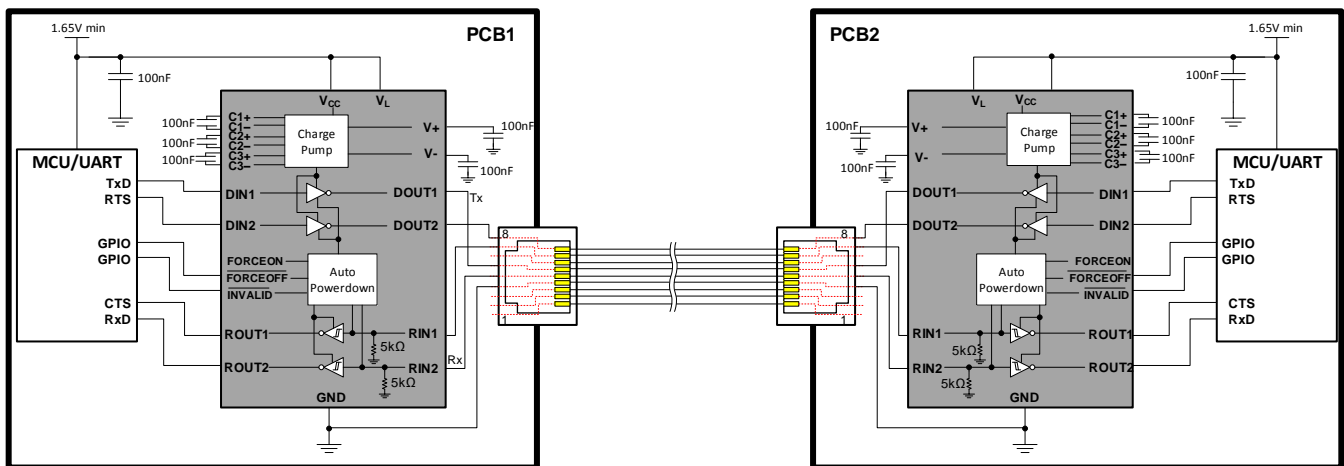 PCB1
1.65V min
100nF
VCC
VL
C1+
C1−
C2+
C2−
C3+
C3−
100nF
100nF
100nF
Charge
Pump
V+
V-
100nF
100nF
MCU/UART
TxD
RTS
GPIO
GPIO
CTS
RxD
DIN1
DIN2
FORCEON
FORCEOFF
INVALID
Auto
Powerdown
ROUT1
ROUT2
DOUT1
Tx
DOUT2
RIN1
5kΩ
Rx
RIN2
5kΩ
GND
8
1
PCB2
1.65V min
100nF
VL
VCC
V+
V-
100nF
100nF
Charge
Pump
C1+
C1−
C2+
C2−
C3+
C3−
100nF
100nF
100nF
MCU/UART
TxD
RTS
GPIO
GPIO
CTS
RxD
DOUT1
DOUT2
DIN1
DIN2
FORCEON
FORCEOFF
INVALID
Auto
Powerdown
RIN1
5kΩ
RIN2
5kΩ
ROUT1
ROUT2
GND
8
1